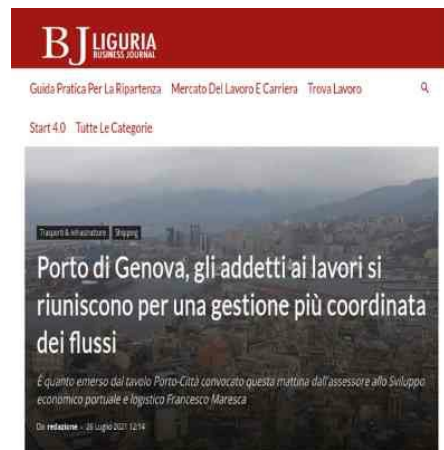 BJ LIGURIA
BUSINESS JOURNAL
Guida Pratica Per La Ripartenza Mercato Del Lavoro E Carriera Trova Lavoro
Start 4.0 Tutte Le Categorie
Trasporti & Infrastrutture Shipping
Porto di Genova, gli addetti ai lavori si
riuniscono per una gestione più coordinata
dei flussi
È quanto emerso dal tavolo Porto-Città convocato questa mattina dall'assessore allo Sviluppo
economico portuale e logistico Francesco Maresca
Da redazione - 26 Luglio 2021 12:14